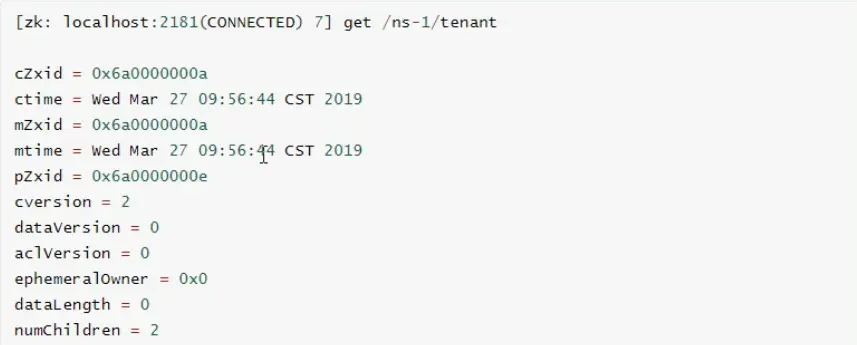 [zk: localhost:2181(CONNECTED) 7] get /ns-1/tenant
cZxid = 0x6a0000000a
ctime = Wed Mar 27 09:56:44 CST 2019
mZxid = 0x6a0000000a
mtime = Wed Mar 27 09:56:44 CST 2019
pZxid = 0x6a0000000e
cversion = 2
dataVersion = 0
aclVersion = 0
ephemeralOwner = 0x0
dataLength = 0
numChildren = 2